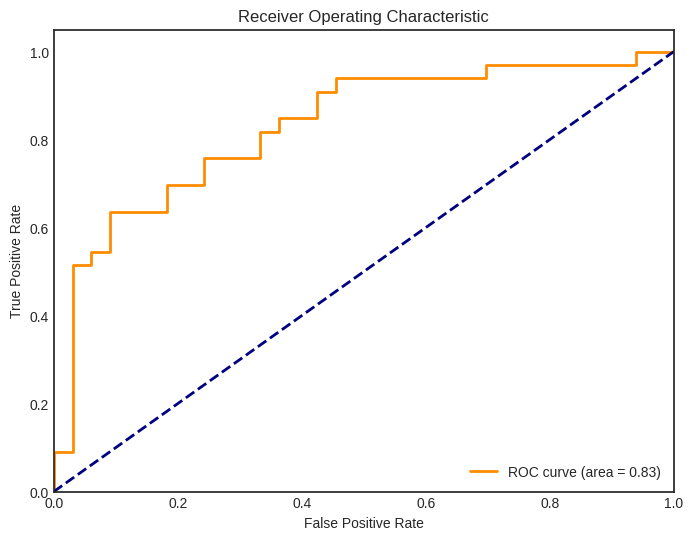 Receiver Operating Characteristic
True Positive Rate
1.0
0.8
0.6
0.4
0.2
0.0
ROC curve (area = 0.83)
0.0 0.2 0.4 0.6 0.8 1.0
False Positive Rate